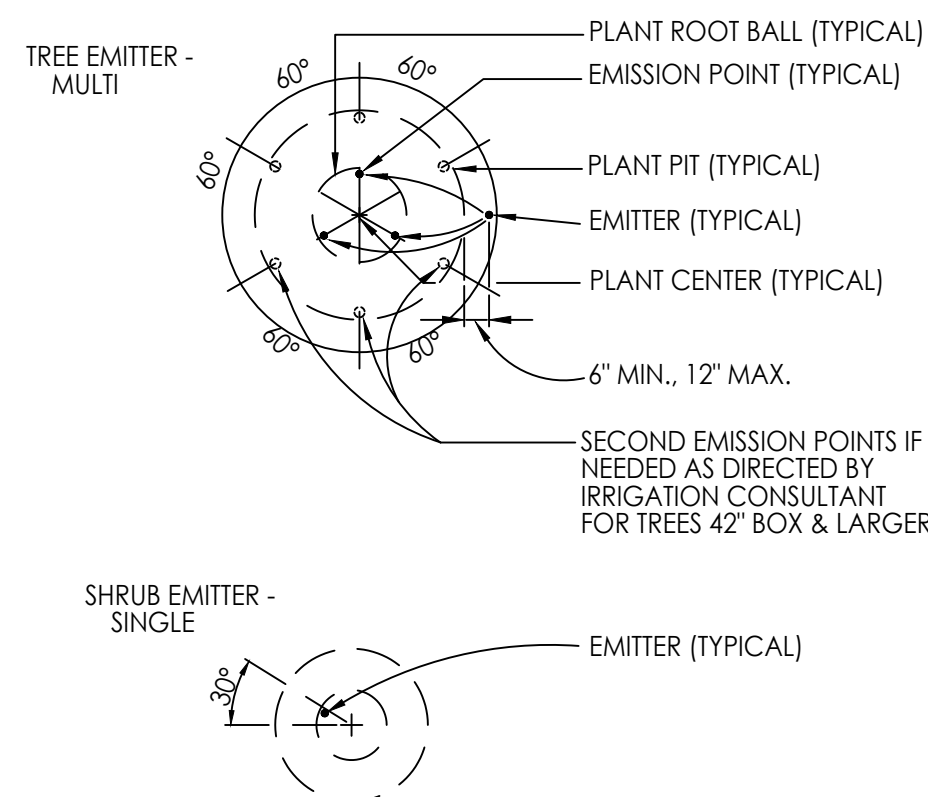 TREE EMITTER -
MULTI
60°
60°
60°
60°
60°
PLANT ROOT BALL (TYPICAL)
EMISSION POINT (TYPICAL)
PLANT PIT (TYPICAL)
EMITTER (TYPICAL)
PLANT CENTER (TYPICAL)
6" MIN., 12" MAX.
SECOND EMISSION POINTS IF
NEEDED AS DIRECTED BY
IRRIGATION CONSULTANT
FOR TREES 42" BOX & LARGER
SHRUB EMITTER -
SINGLE
EMITTER (TYPICAL)
30°